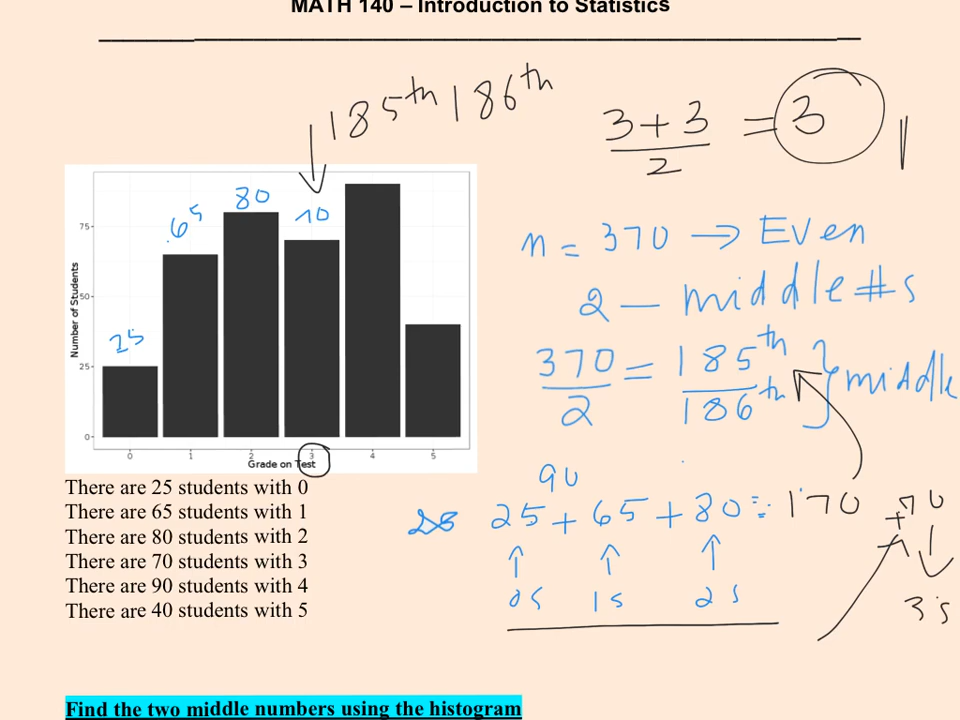 MATH 140 – Introduction to Statistics
185th 186th
3+3/2 = 3
n = 370 → Even
2 – middle #s
370/2 = 185th
186th } middle
Number of Students
75
50
25
0
25
65
80
70
0 1 2 3 4 5
Grade on Test
90
25 + 65 + 80 = 170 + 70
0s 1s 2s 3's
There are 25 students with 0
There are 65 students with 1
There are 80 students with 2
There are 70 students with 3
There are 90 students with 4
There are 40 students with 5
Find the two middle numbers using the histogram